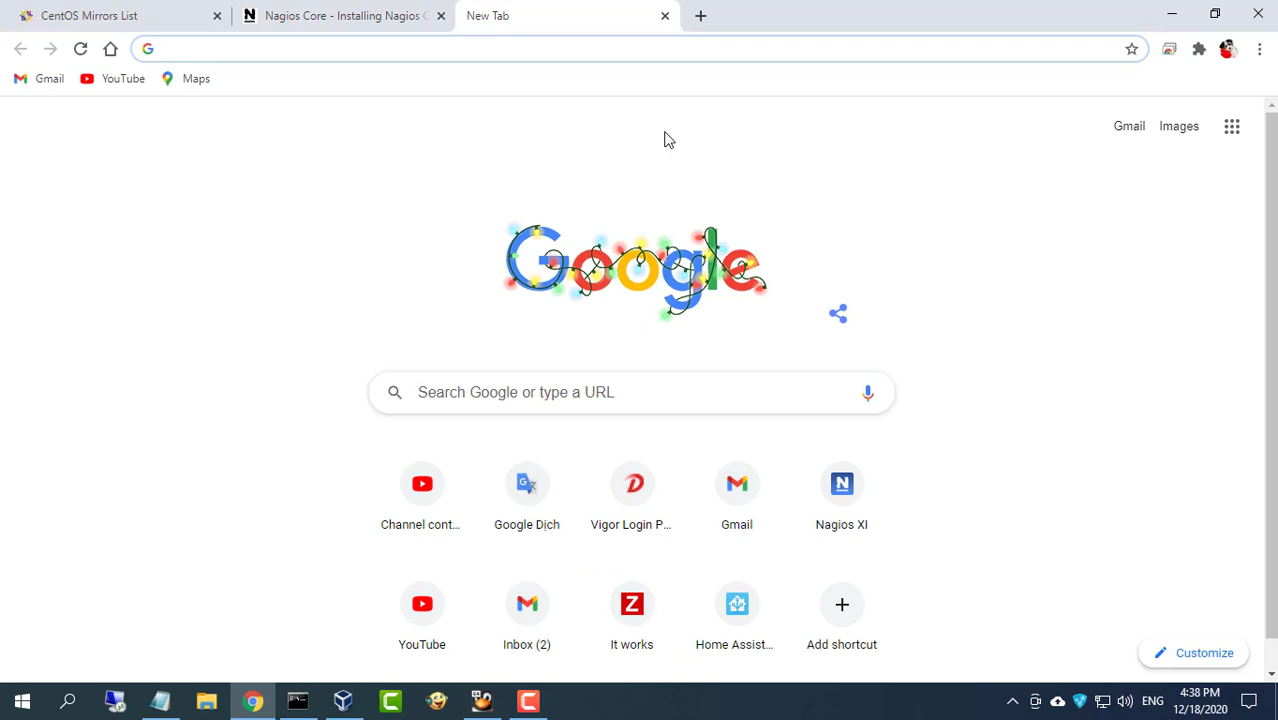 CentOS Mirrors List
Nagios Core - Installing Nagios C
New Tab
Gmail
YouTube
Maps
Gmail
Images
Google
Search Google or type a URL
Channel cont...
Google Dịch
Vigor Login P...
Gmail
Nagios XI
YouTube
Inbox (2)
It works
Home Assist...
Add shortcut
Customize
ENG
4:38 PM
12/18/2020